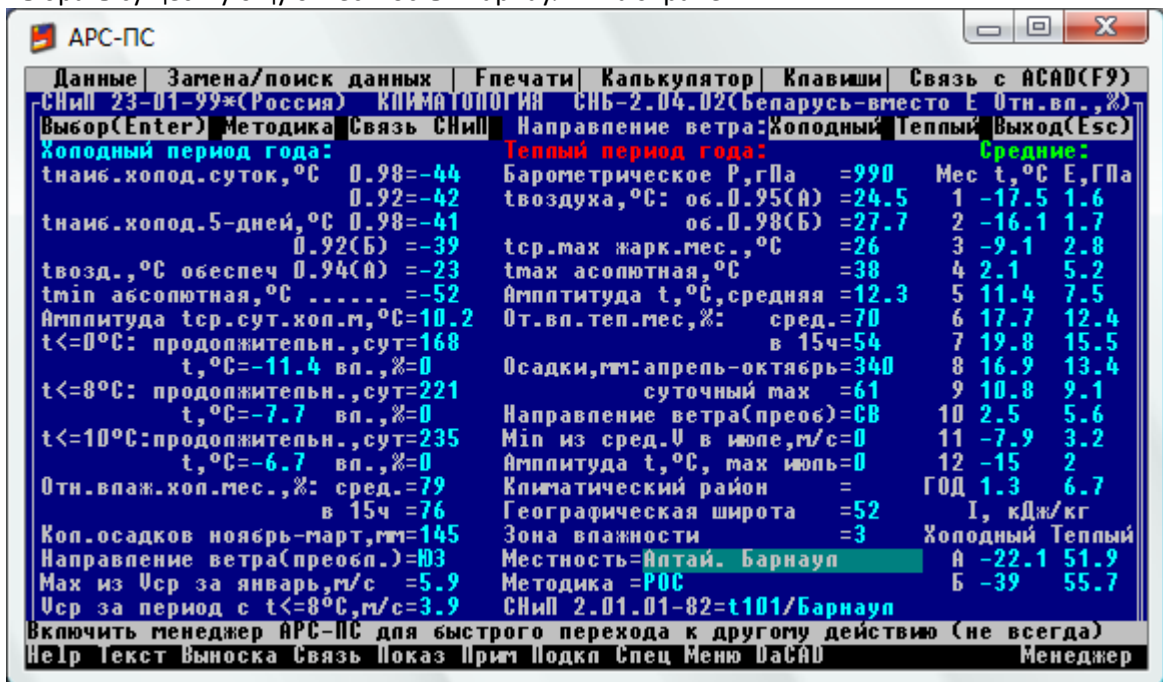 АРС-ПС
Данные| Замена/поиск данных | Fпечати| Калькулятор| Клавиши| Связь с ACAD(F9)
СНиП 23-01-99*(Россия) КЛИМАТОЛОГИЯ СНБ-2.04.02(Беларусь-вместо Е Отн.вл.,%)
Выбор(Enter) Методика Связь СНиП Направление ветра:Холодный Теплый Выход(Esc)
Холодный период года: Теплый период года: Средние:
tнаиб.холод.суток,°C 0.98=-44 Барометрическое P,гПа =990 Мес t,°C E,ГПа
0.92=-42 tвоздуха,°C: об.0.95(А) =24.5 1 -17.5 1.6
tнаиб.холод.5-дней,°C 0.98=-41 об.0.98(Б) =27.7 2 -16.1 1.7
0.92(Б) =-39 tср.max жарк.мес.,°C =26 3 -9.1 2.8
tвозд.,°C обеспеч 0.94(А) =-23 tmax асолютная,°C =38 4 2.1 5.2
tmin абсолютная,°C ...... =-52 Амплтитуда t,°C,средняя =12.3 5 11.4 7.5
Амплитуда tср.сут.хол.м,°C=10.2 От.вл.теп.мес,%: сред.=70 6 17.7 12.4
t<=0°C: продолжительн.,сут=168 в 15ч=54 7 19.8 15.5
t,°C=-11.4 вл.,%=0 Осадки,мм:апрель-октябрь=340 8 16.9 13.4
t<=8°C: продолжительн.,сут=221 суточный max =61 9 10.8 9.1
t,°C=-7.7 вл.,%=0 Направление ветра(преоб)=СВ 10 2.5 5.6
t<=10°C:продолжительн.,сут=235 Min из сред.V в июле,м/с=0 11 -7.9 3.2
t,°C=-6.7 вл.,%=0 Амплитуда t,°C, max июль=0 12 -15 2
Отн.влаж.хол.мес.,%: сред.=79 Климатический район = ГОД 1.3 6.7
в 15ч =76 Географическая широта =52 I, кДж/кг
Кол.осадков ноябрь-март,мм=145 Зона влажности =3 Холодный Теплый
Направление ветра(преобл.)=ЮЗ Местность=Алтай. Барнаул А -22.1 51.9
Max из Vср за январь,м/с =5.9 Методика =РОС Б -39 55.7
Vср за период с t<=8°C,м/с=3.9 СНиП 2.01.01-82=t101/Барнаул
Включить менеджер АРС-ПС для быстрого перехода к другому действию (не всегда)
Help Текст Выноска Связь Показ Прим Подкл Спец Меню DaCAD Менеджер